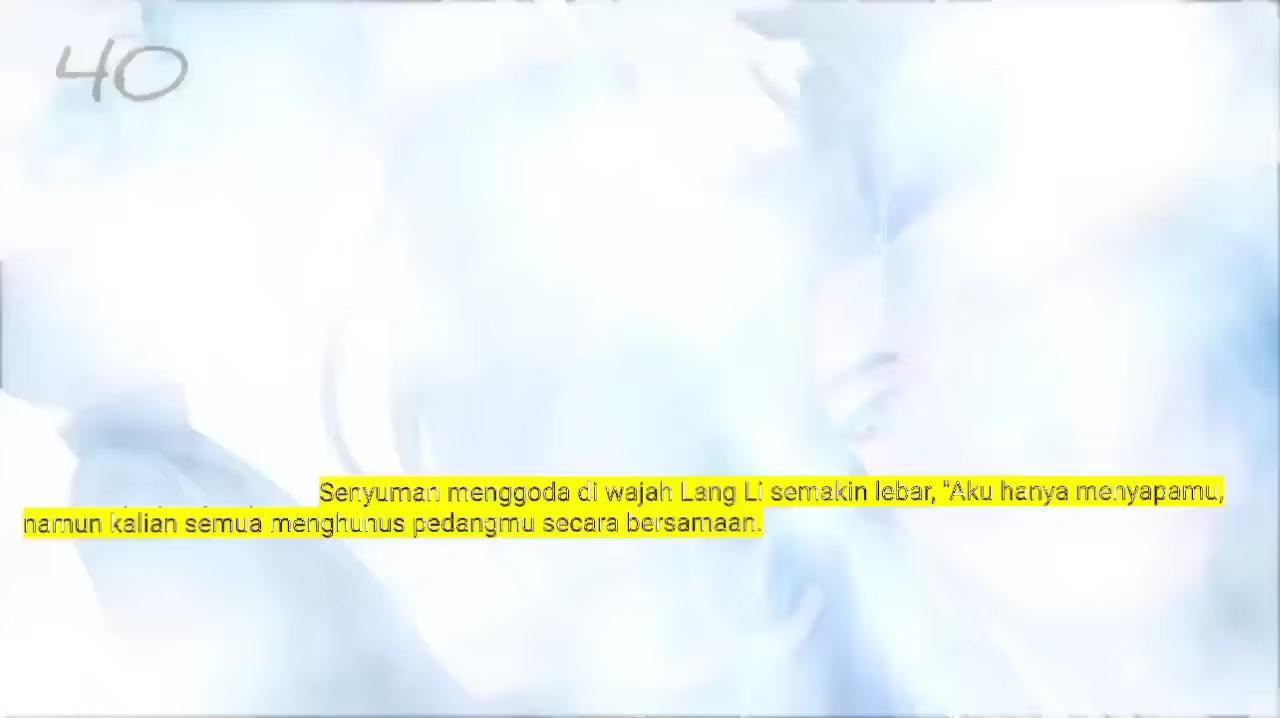 40
Senyuman menggoda di wajah Lang Li semakin lebar, "Aku hanya menyapamu,
namun kalian semua menghunus pedangmu secara bersamaan.